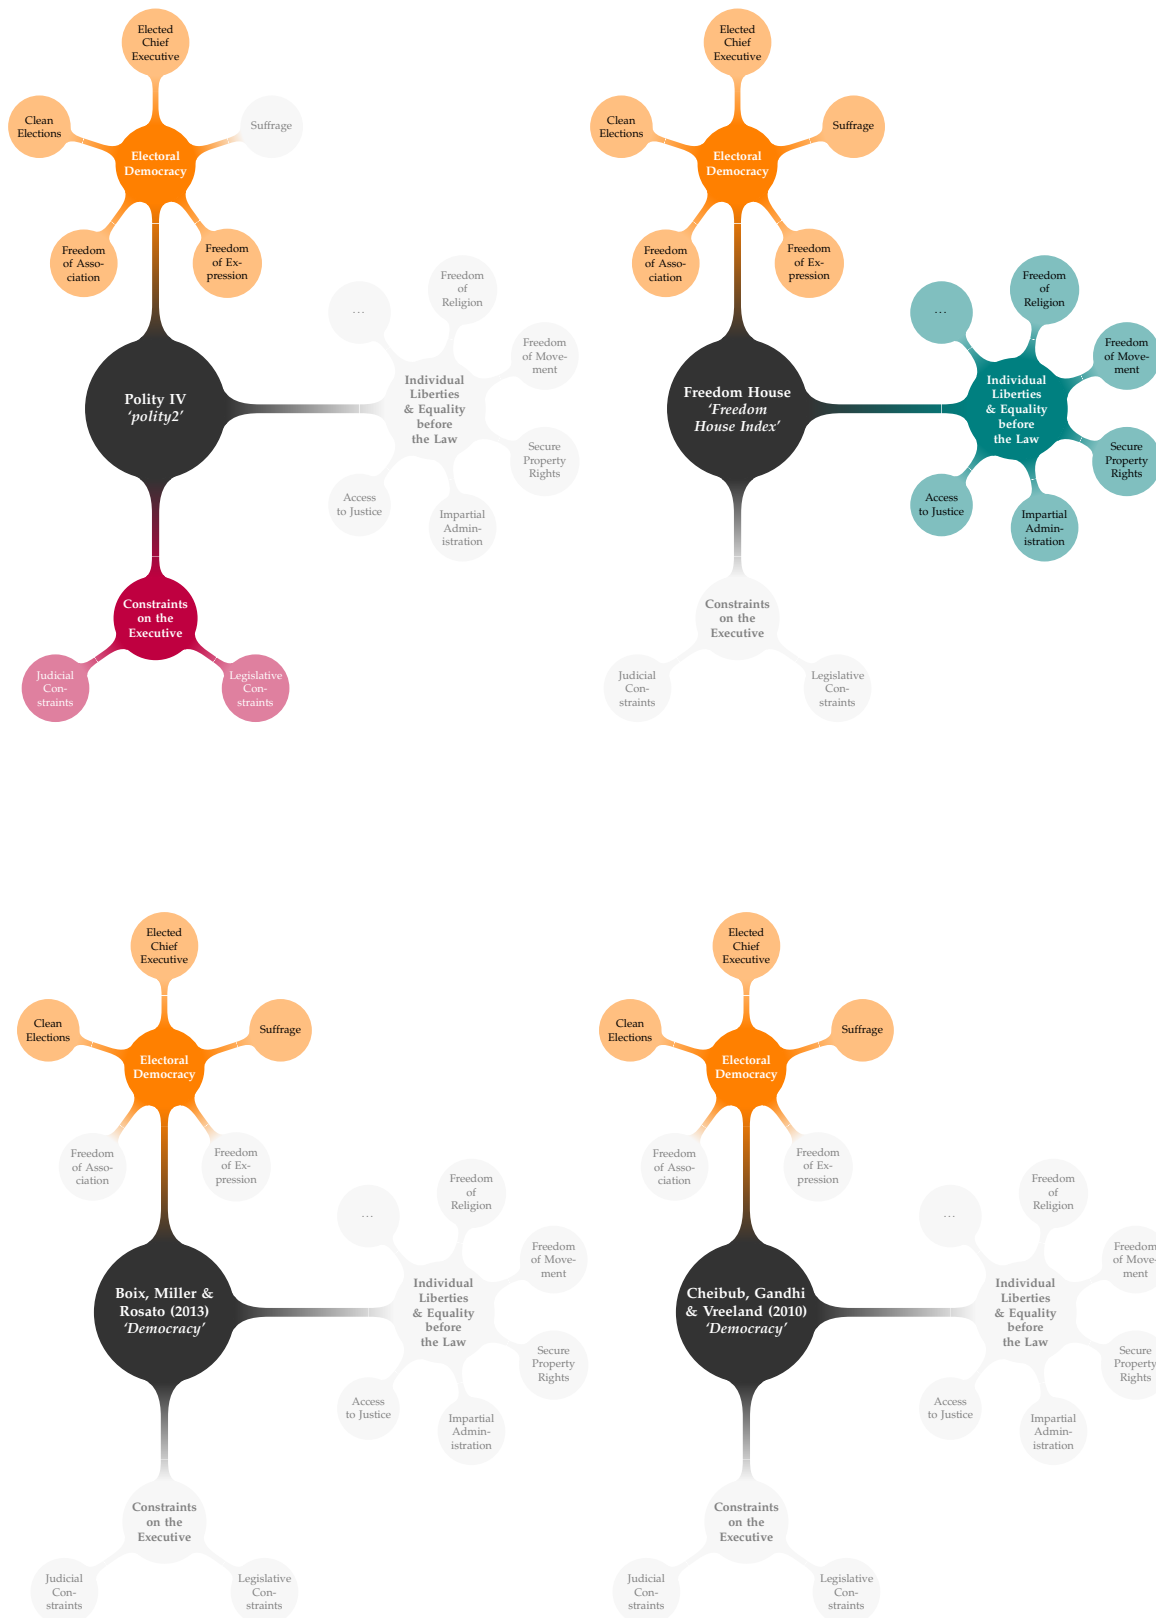 Elected
Chief
Executive
Clean
Elections
Suffrage
Electoral
Democracy
Freedom
of Asso-
ciation
Freedom
of Ex-
pression
Polity IV
‘polity2’
...
Freedom
of
Religion
Freedom
of Move-
ment
Individual
Liberties
& Equality
before
the Law
Secure
Property
Rights
Access
to Justice
Impartial
Admin-
istration
Constraints
on the
Executive
Judicial
Con-
straints
Legislative
Con-
straints
Elected
Chief
Executive
Clean
Elections
Suffrage
Electoral
Democracy
Freedom
of Asso-
ciation
Freedom
of Ex-
pression
Freedom House
‘Freedom
House Index’
...
Freedom
of
Religion
Freedom
of Move-
ment
Individual
Liberties
& Equality
before
the Law
Secure
Property
Rights
Access
to Justice
Impartial
Admin-
istration
Constraints
on the
Executive
Judicial
Con-
straints
Legislative
Con-
straints
Elected
Chief
Executive
Clean
Elections
Suffrage
Electoral
Democracy
Freedom
of Asso-
ciation
Freedom
of Ex-
pression
Boix, Miller &
Rosato (2013)
‘Democracy’
...
Freedom
of
Religion
Freedom
of Move-
ment
Individual
Liberties
& Equality
before
the Law
Secure
Property
Rights
Access
to Justice
Impartial
Admin-
istration
Constraints
on the
Executive
Judicial
Con-
straints
Legislative
Con-
straints
Elected
Chief
Executive
Clean
Elections
Suffrage
Electoral
Democracy
Freedom
of Asso-
ciation
Freedom
of Ex-
pression
Cheibub, Gandhi
& Vreeland (2010)
‘Democracy’
...
Freedom
of
Religion
Freedom
of Move-
ment
Individual
Liberties
& Equality
before
the Law
Secure
Property
Rights
Access
to Justice
Impartial
Admin-
istration
Constraints
on the
Executive
Judicial
Con-
straints
Legislative
Con-
straints